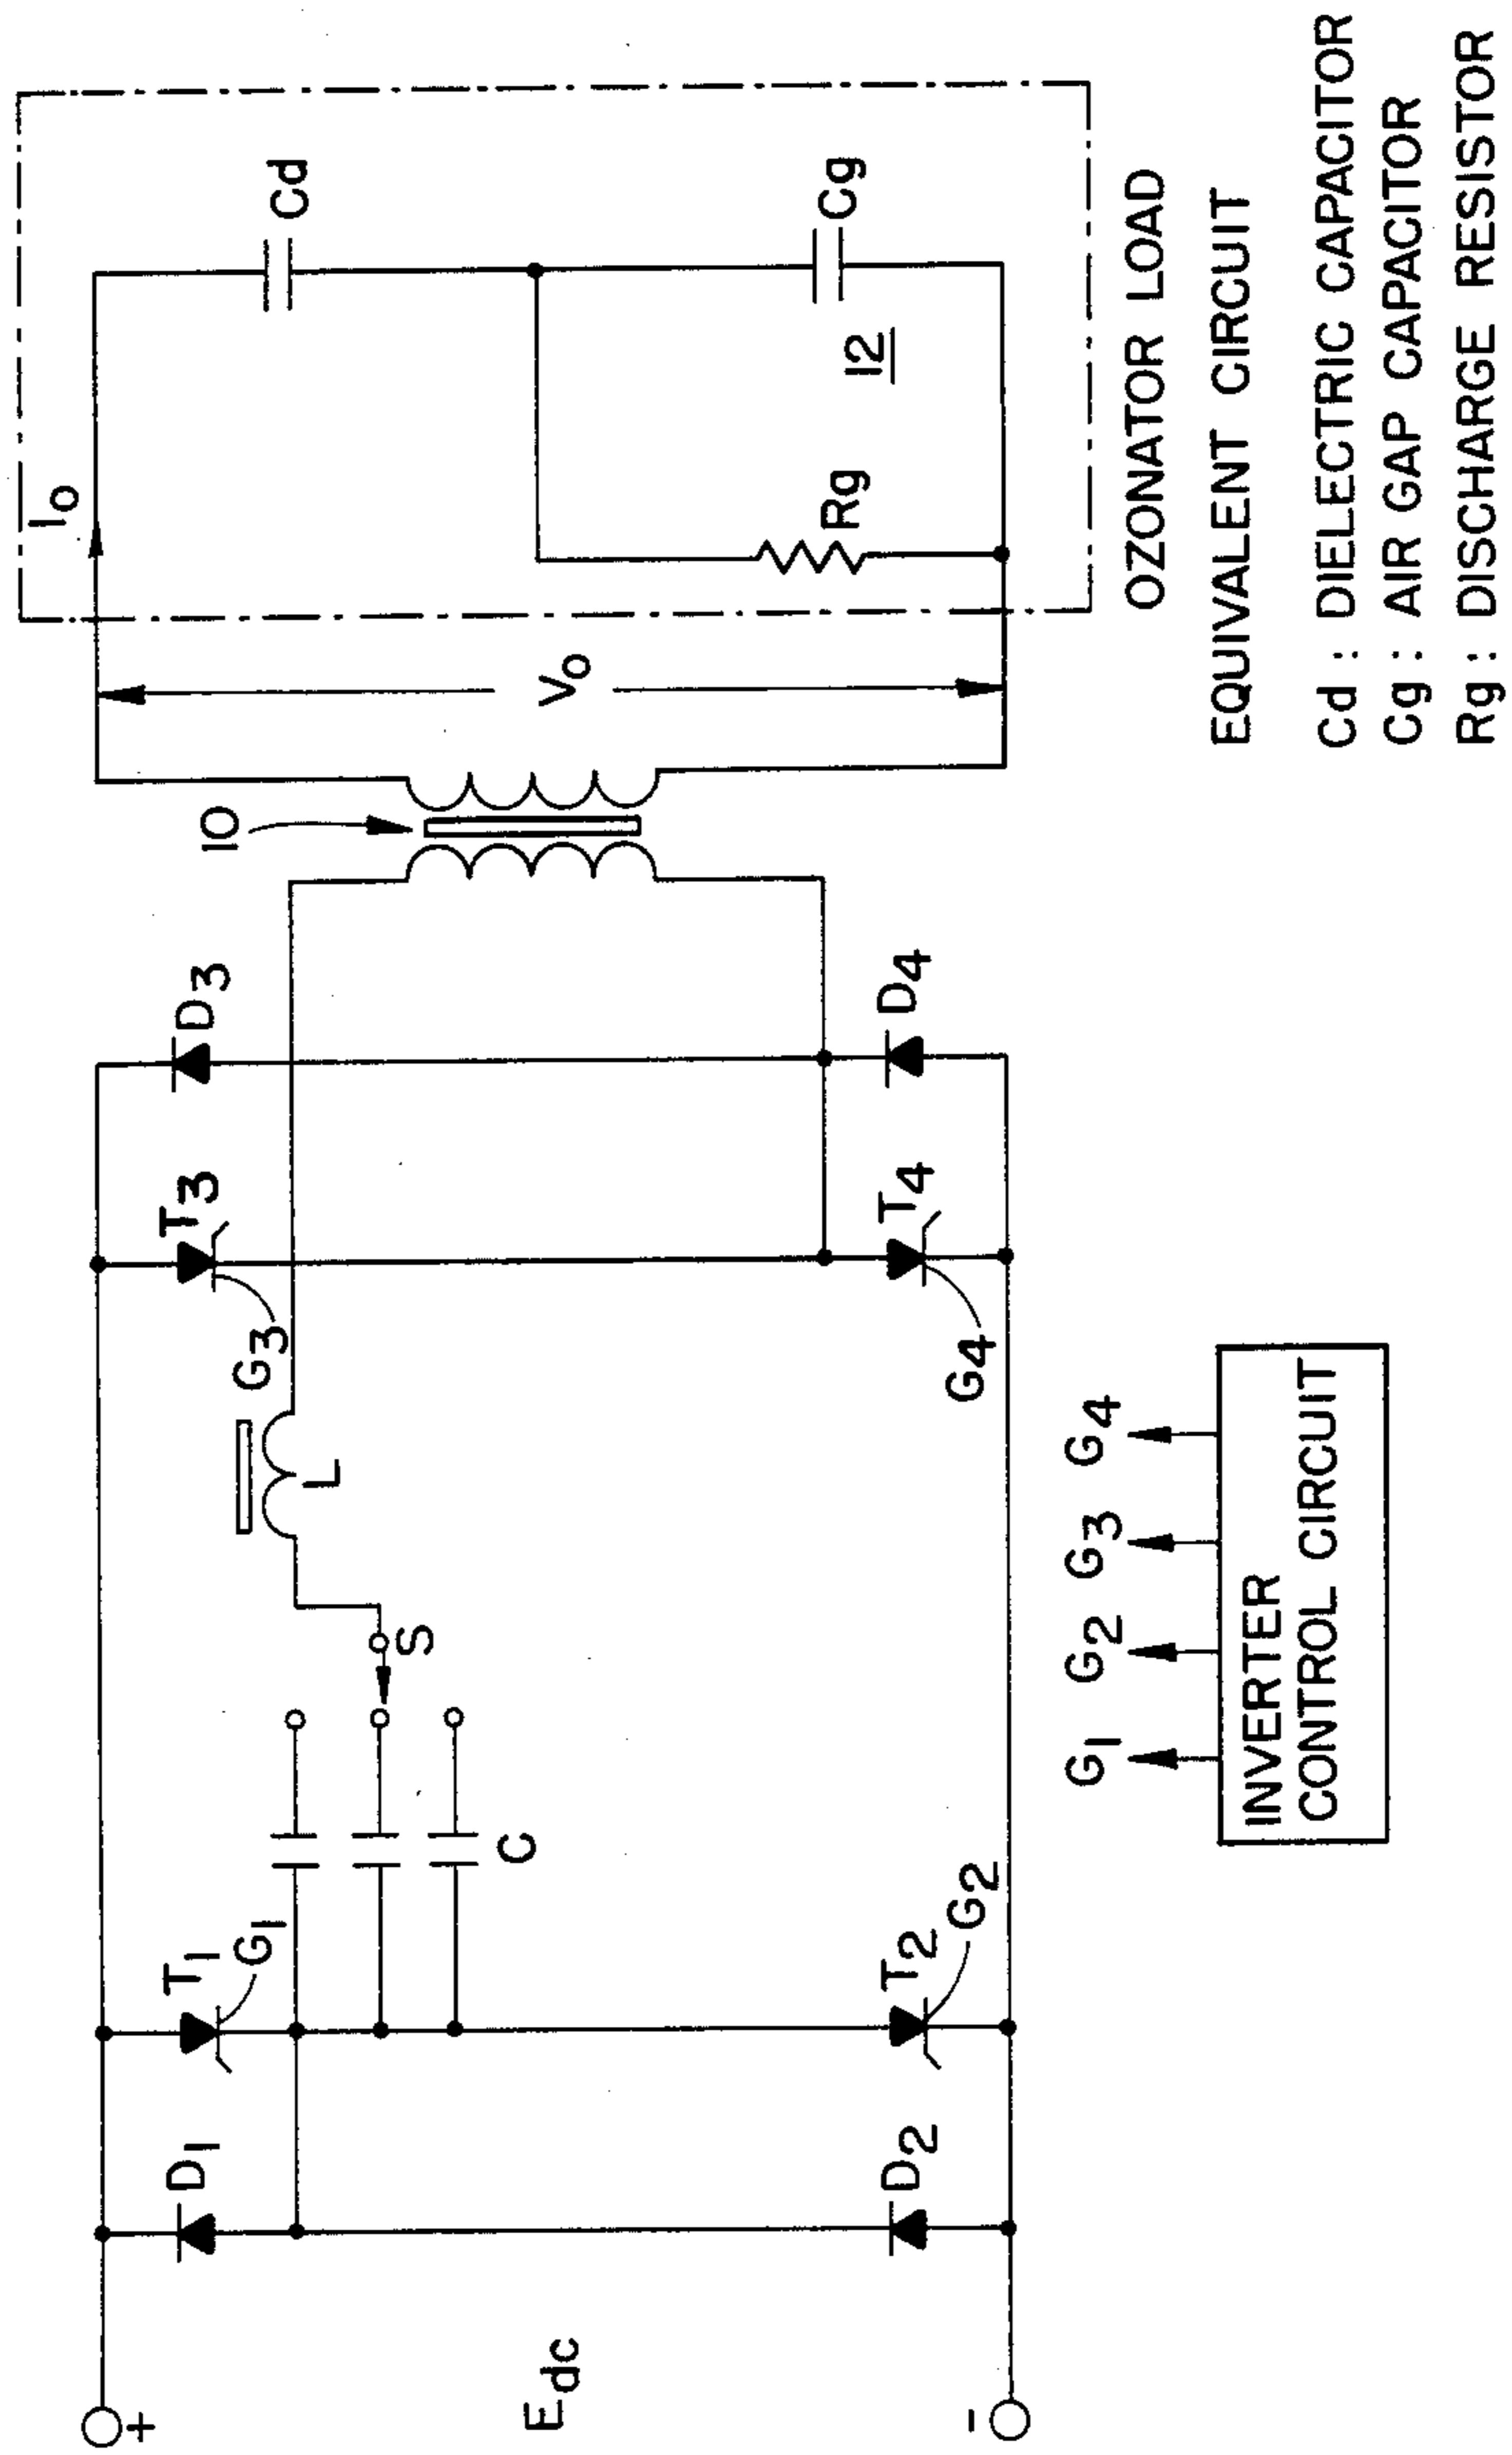 +
Edc
-
D1
D2
T1
G1
T2
G2
C
S
L
T3
G3
T4
G4
D3
D4
10
Vo
Io
Cd
Cg
Rg
12
G1 G2 G3 G4
INVERTER
CONTROL CIRCUIT
OZONATOR LOAD
EQUIVALENT CIRCUIT
Cd : DIELECTRIC CAPACITOR
Cg : AIR GAP CAPACITOR
Rg : DISCHARGE RESISTOR